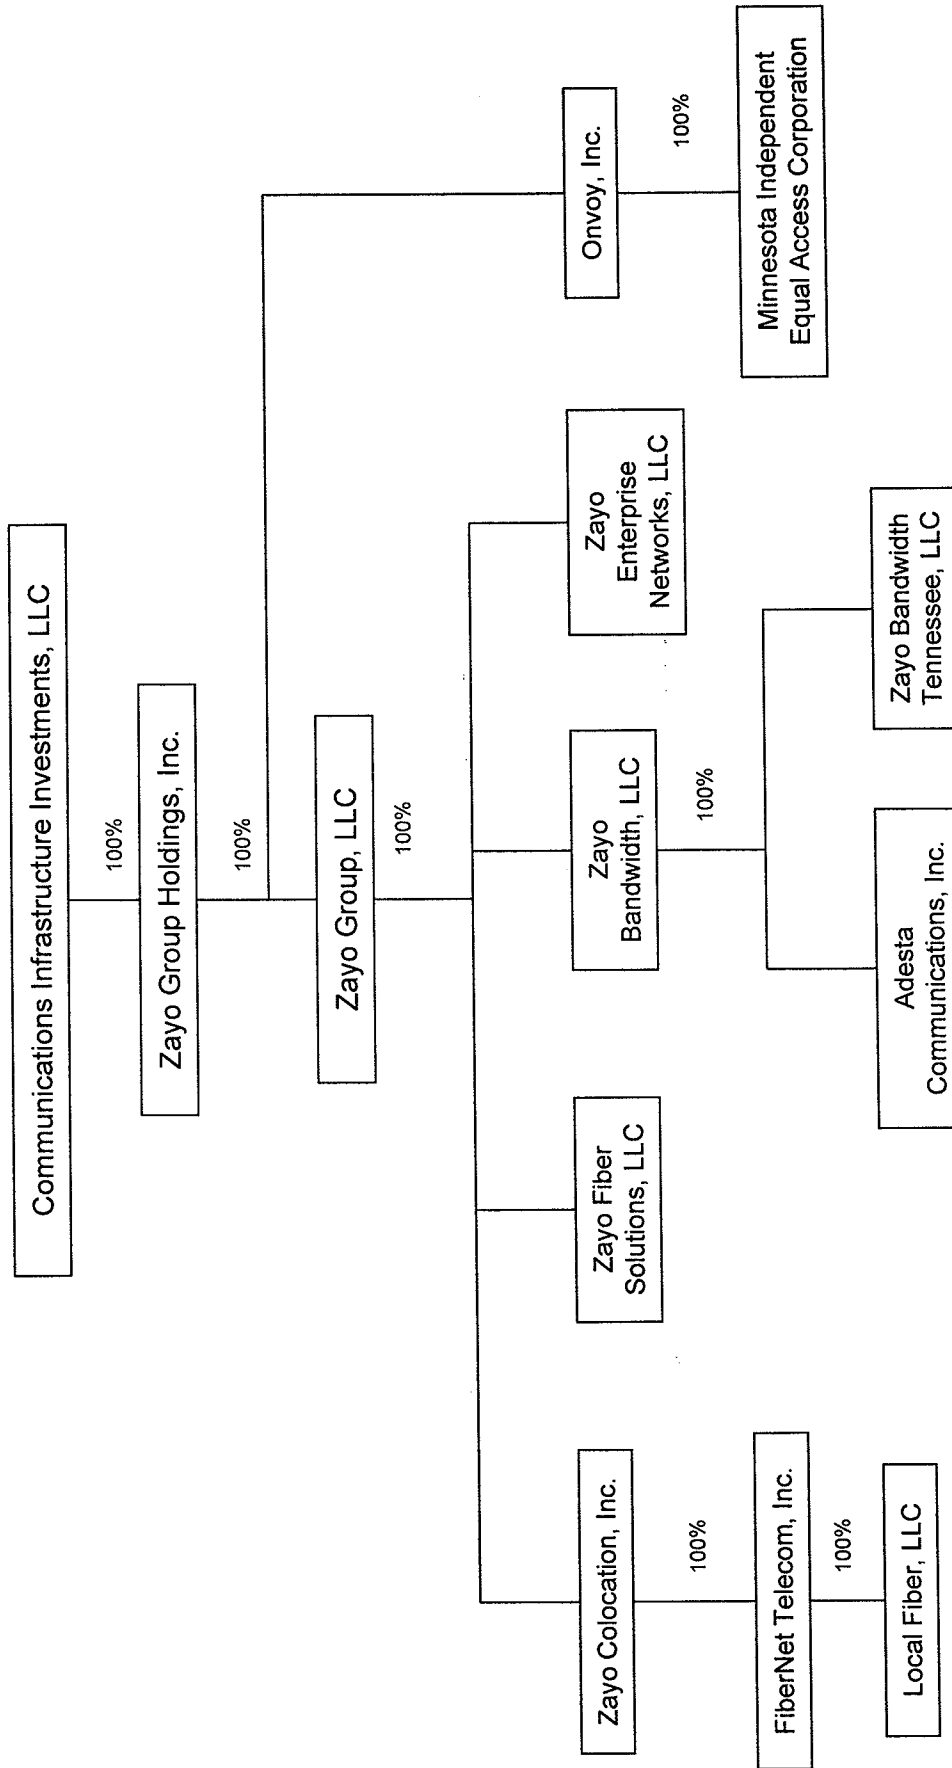 Communications Infrastructure Investments, LLC
100%
Zayo Group Holdings, Inc.
100%
Zayo Group, LLC
100%
Zayo Colocation, Inc.
Zayo Fiber
Solutions, LLC
Zayo
Bandwidth, LLC
Zayo
Enterprise
Networks, LLC
Onvoy, Inc.
100%
100%
100%
FiberNet Telecom, Inc.
Minnesota Independent
Equal Access Corporation
100%
Local Fiber, LLC
Adesta
Communications, Inc.
Zayo Bandwidth
Tennessee, LLC